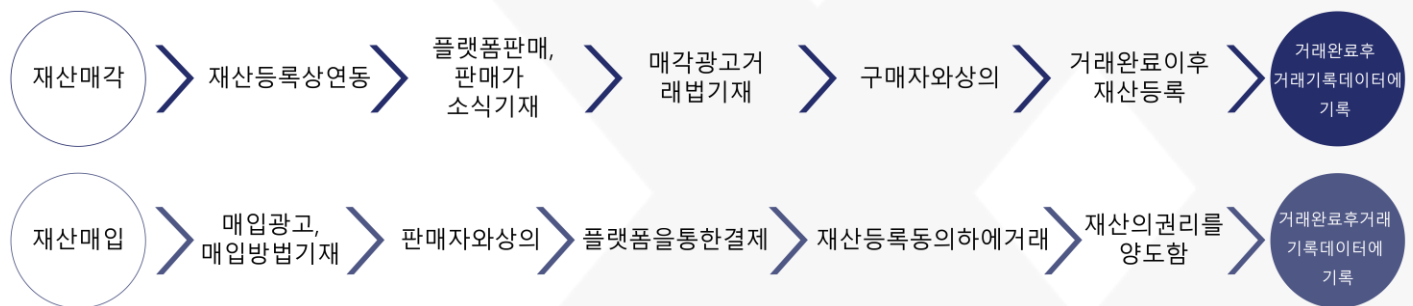 재산매각
재산등록상연동
플랫폼판매,
판매가
소식기재
매각광고거
래법기재
구매자와상의
거래완료이후
재산등록
거래완료후
거래기록데이터에
기록
재산매입
매입광고,
매입방법기재
판매자와상의
플랫폼을통한결제
재산등록동의하에거래
재산의권리를
양도함
거래완료후거래
기록데이터에
기록